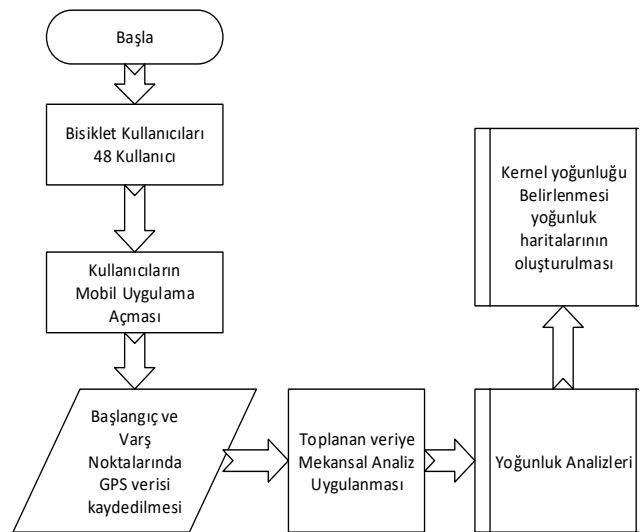 Başla
Bisiklet Kullanıcıları
48 Kullanıcı
Kullanıcıların
Mobil Uygulama
Açması
Başlangıç ve
Varş
Noktalarında
GPS verisi
kaydedilmesi
Toplanan veriye
Mekansal Analiz
Uygulanması
Yoğunluk Analizleri
Kernel yoğunluğu
Belirlenmesi
yoğunluk
haritalarının
oluşturulması